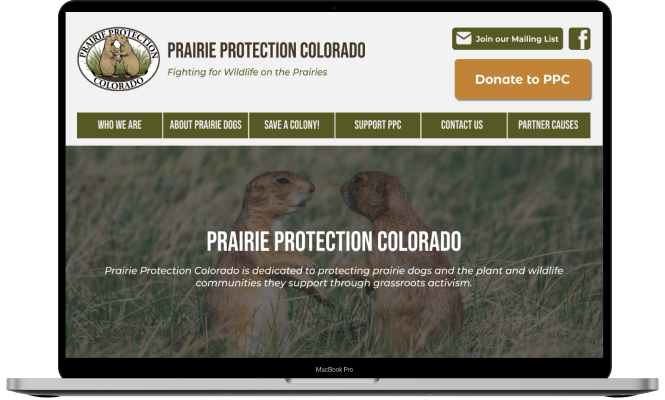 PRAIRIE PROTECTION
COLORADO
PRAIRIE PROTECTION COLORADO
Fighting for Wildlife on the Prairies
Join our Mailing List
f
Donate to PPC
WHO WE ARE
ABOUT PRAIRIE DOGS
SAVE A COLONY!
SUPPORT PPC
CONTACT US
PARTNER CAUSES
PRAIRIE PROTECTION COLORADO
Prairie Protection Colorado is dedicated to protecting prairie dogs and the plant and wildlife
communities they support through grassroots activism.
MacBook Pro